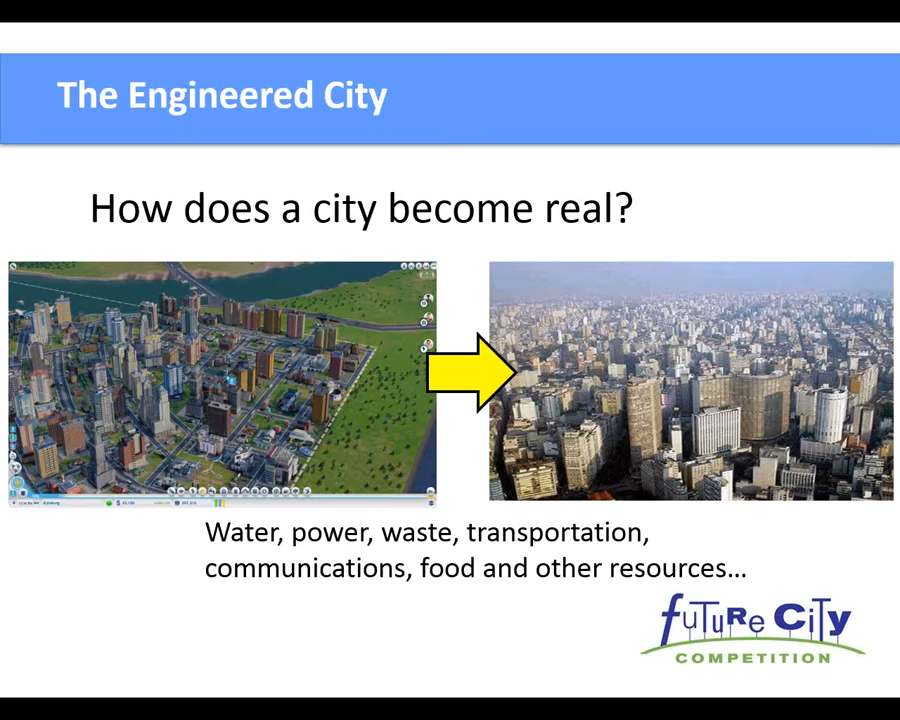 The Engineered City
How does a city become real?
Water, power, waste, transportation,
communications, food and other resources…
FuTuRe CiTy
COMPETITION